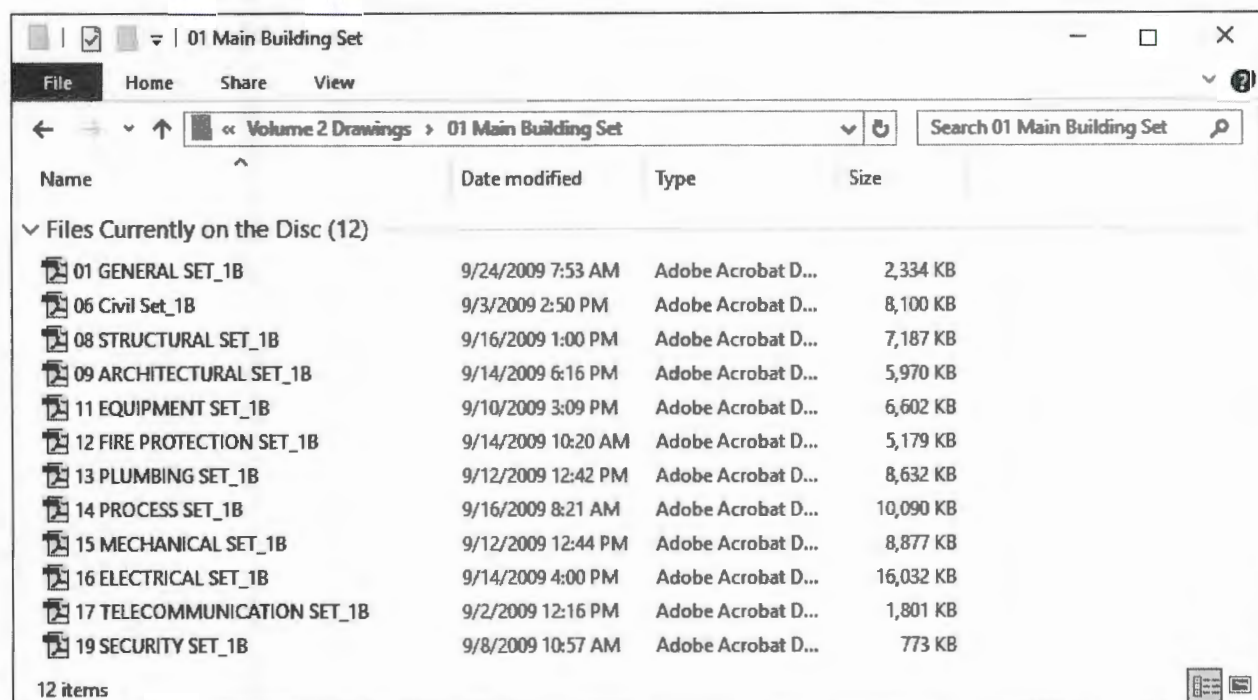 01 Main Building Set
File Home Share View
« Volume 2 Drawings > 01 Main Building Set Search 01 Main Building Set
Name Date modified Type Size
Files Currently on the Disc (12)
01 GENERAL SET_1B 9/24/2009 7:53 AM Adobe Acrobat D... 2,334 KB
06 Civil Set_1B 9/3/2009 2:50 PM Adobe Acrobat D... 8,100 KB
08 STRUCTURAL SET_1B 9/16/2009 1:00 PM Adobe Acrobat D... 7,187 KB
09 ARCHITECTURAL SET_1B 9/14/2009 6:16 PM Adobe Acrobat D... 5,970 KB
11 EQUIPMENT SET_1B 9/10/2009 3:09 PM Adobe Acrobat D... 6,602 KB
12 FIRE PROTECTION SET_1B 9/14/2009 10:20 AM Adobe Acrobat D... 5,179 KB
13 PLUMBING SET_1B 9/12/2009 12:42 PM Adobe Acrobat D... 8,632 KB
14 PROCESS SET_1B 9/16/2009 8:21 AM Adobe Acrobat D... 10,090 KB
15 MECHANICAL SET_1B 9/12/2009 12:44 PM Adobe Acrobat D... 8,877 KB
16 ELECTRICAL SET_1B 9/14/2009 4:00 PM Adobe Acrobat D... 16,032 KB
17 TELECOMMUNICATION SET_1B 9/2/2009 12:16 PM Adobe Acrobat D... 1,801 KB
19 SECURITY SET_1B 9/8/2009 10:57 AM Adobe Acrobat D... 773 KB
12 items